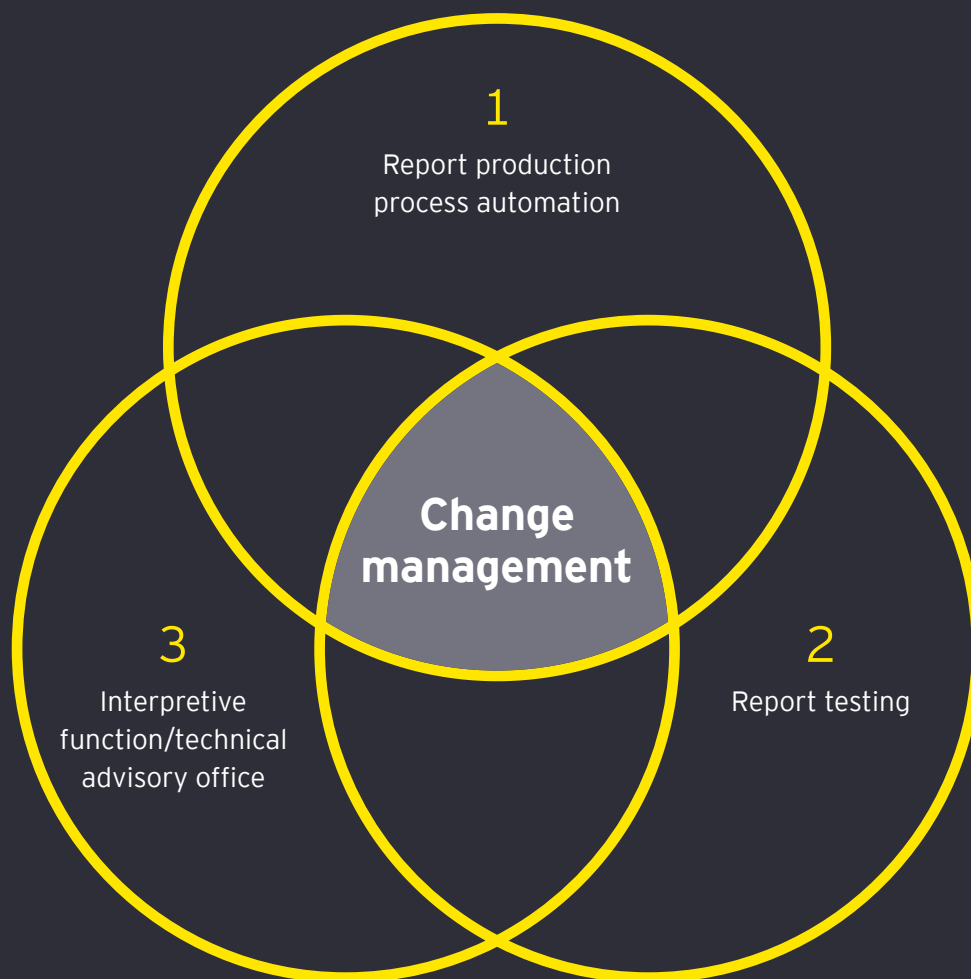 1
Report production
process automation
Change
management
3
Interpretive
function/technical
advisory office
2
Report testing